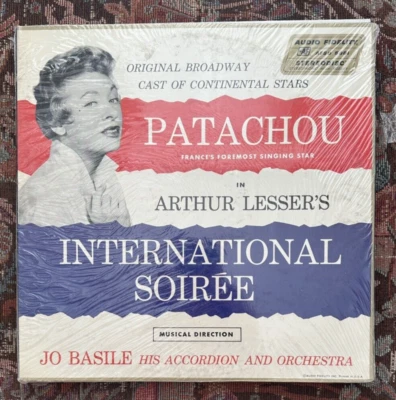 AUDIO FIDELITY
STEREODISC
ORIGINAL BROADWAY
CAST OF CONTINENTAL STARS
PATACHOU
FRANCE'S FOREMOST SINGING STAR
IN
ARTHUR LESSER'S
INTERNATIONAL
SOIRÉE
MUSICAL DIRECTION
JO BASILE HIS ACCORDION AND ORCHESTRA